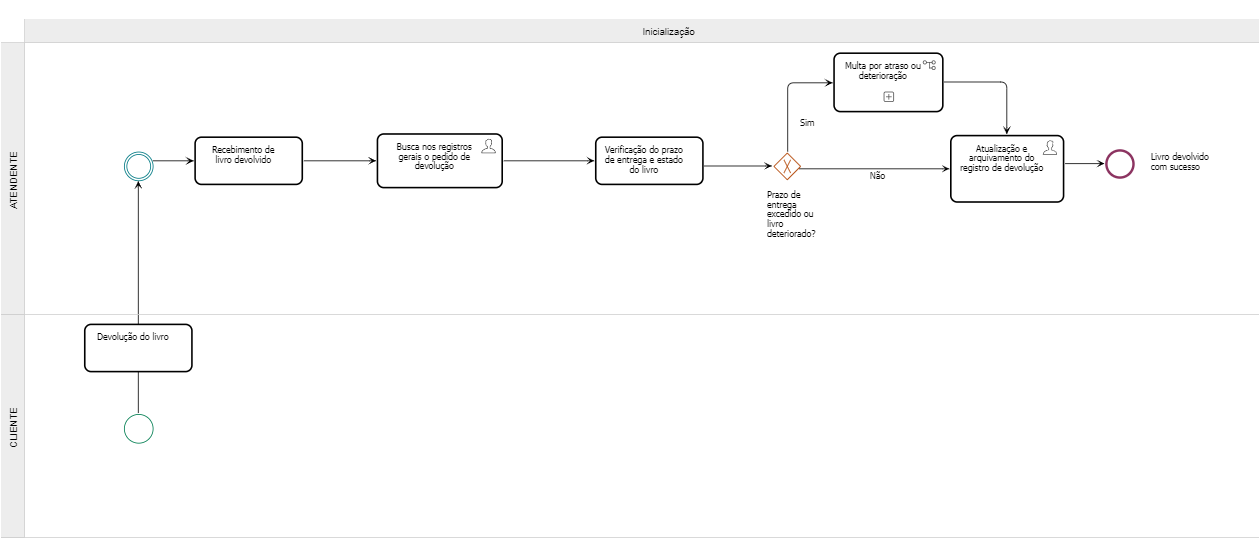 Inicialização
ATENDENTE
Recebimento de
livro devolvido
Busca nos registros
gerais o pedido de
devolução
Verificação do prazo
de entrega e estado
do livro
Prazo de
entrega
excedido ou
livro
deteriorado?
Sim
Não
Multa por atraso ou
deterioração
Atualização e
arquivamento do
registro de devolução
Livro devolvido
com sucesso
CLIENTE
Devolução do livro